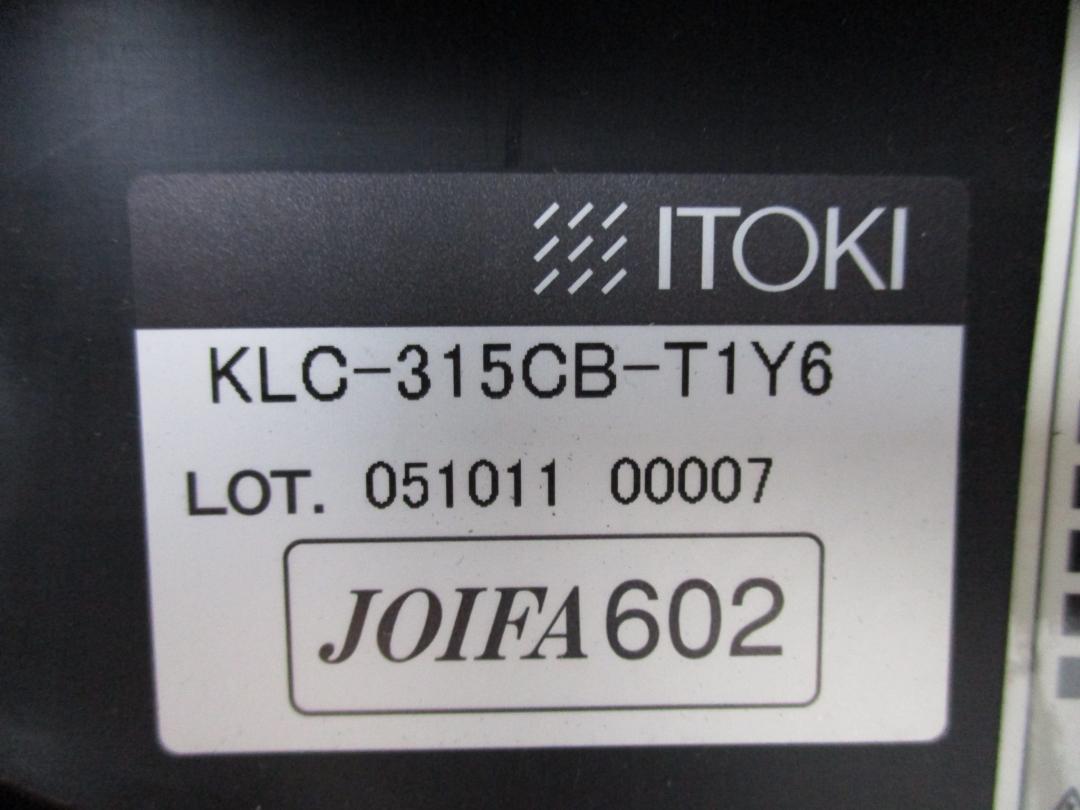 ITOKI
KLC-315CB-T1Y6
LOT. 051011 00007
JOIFA602